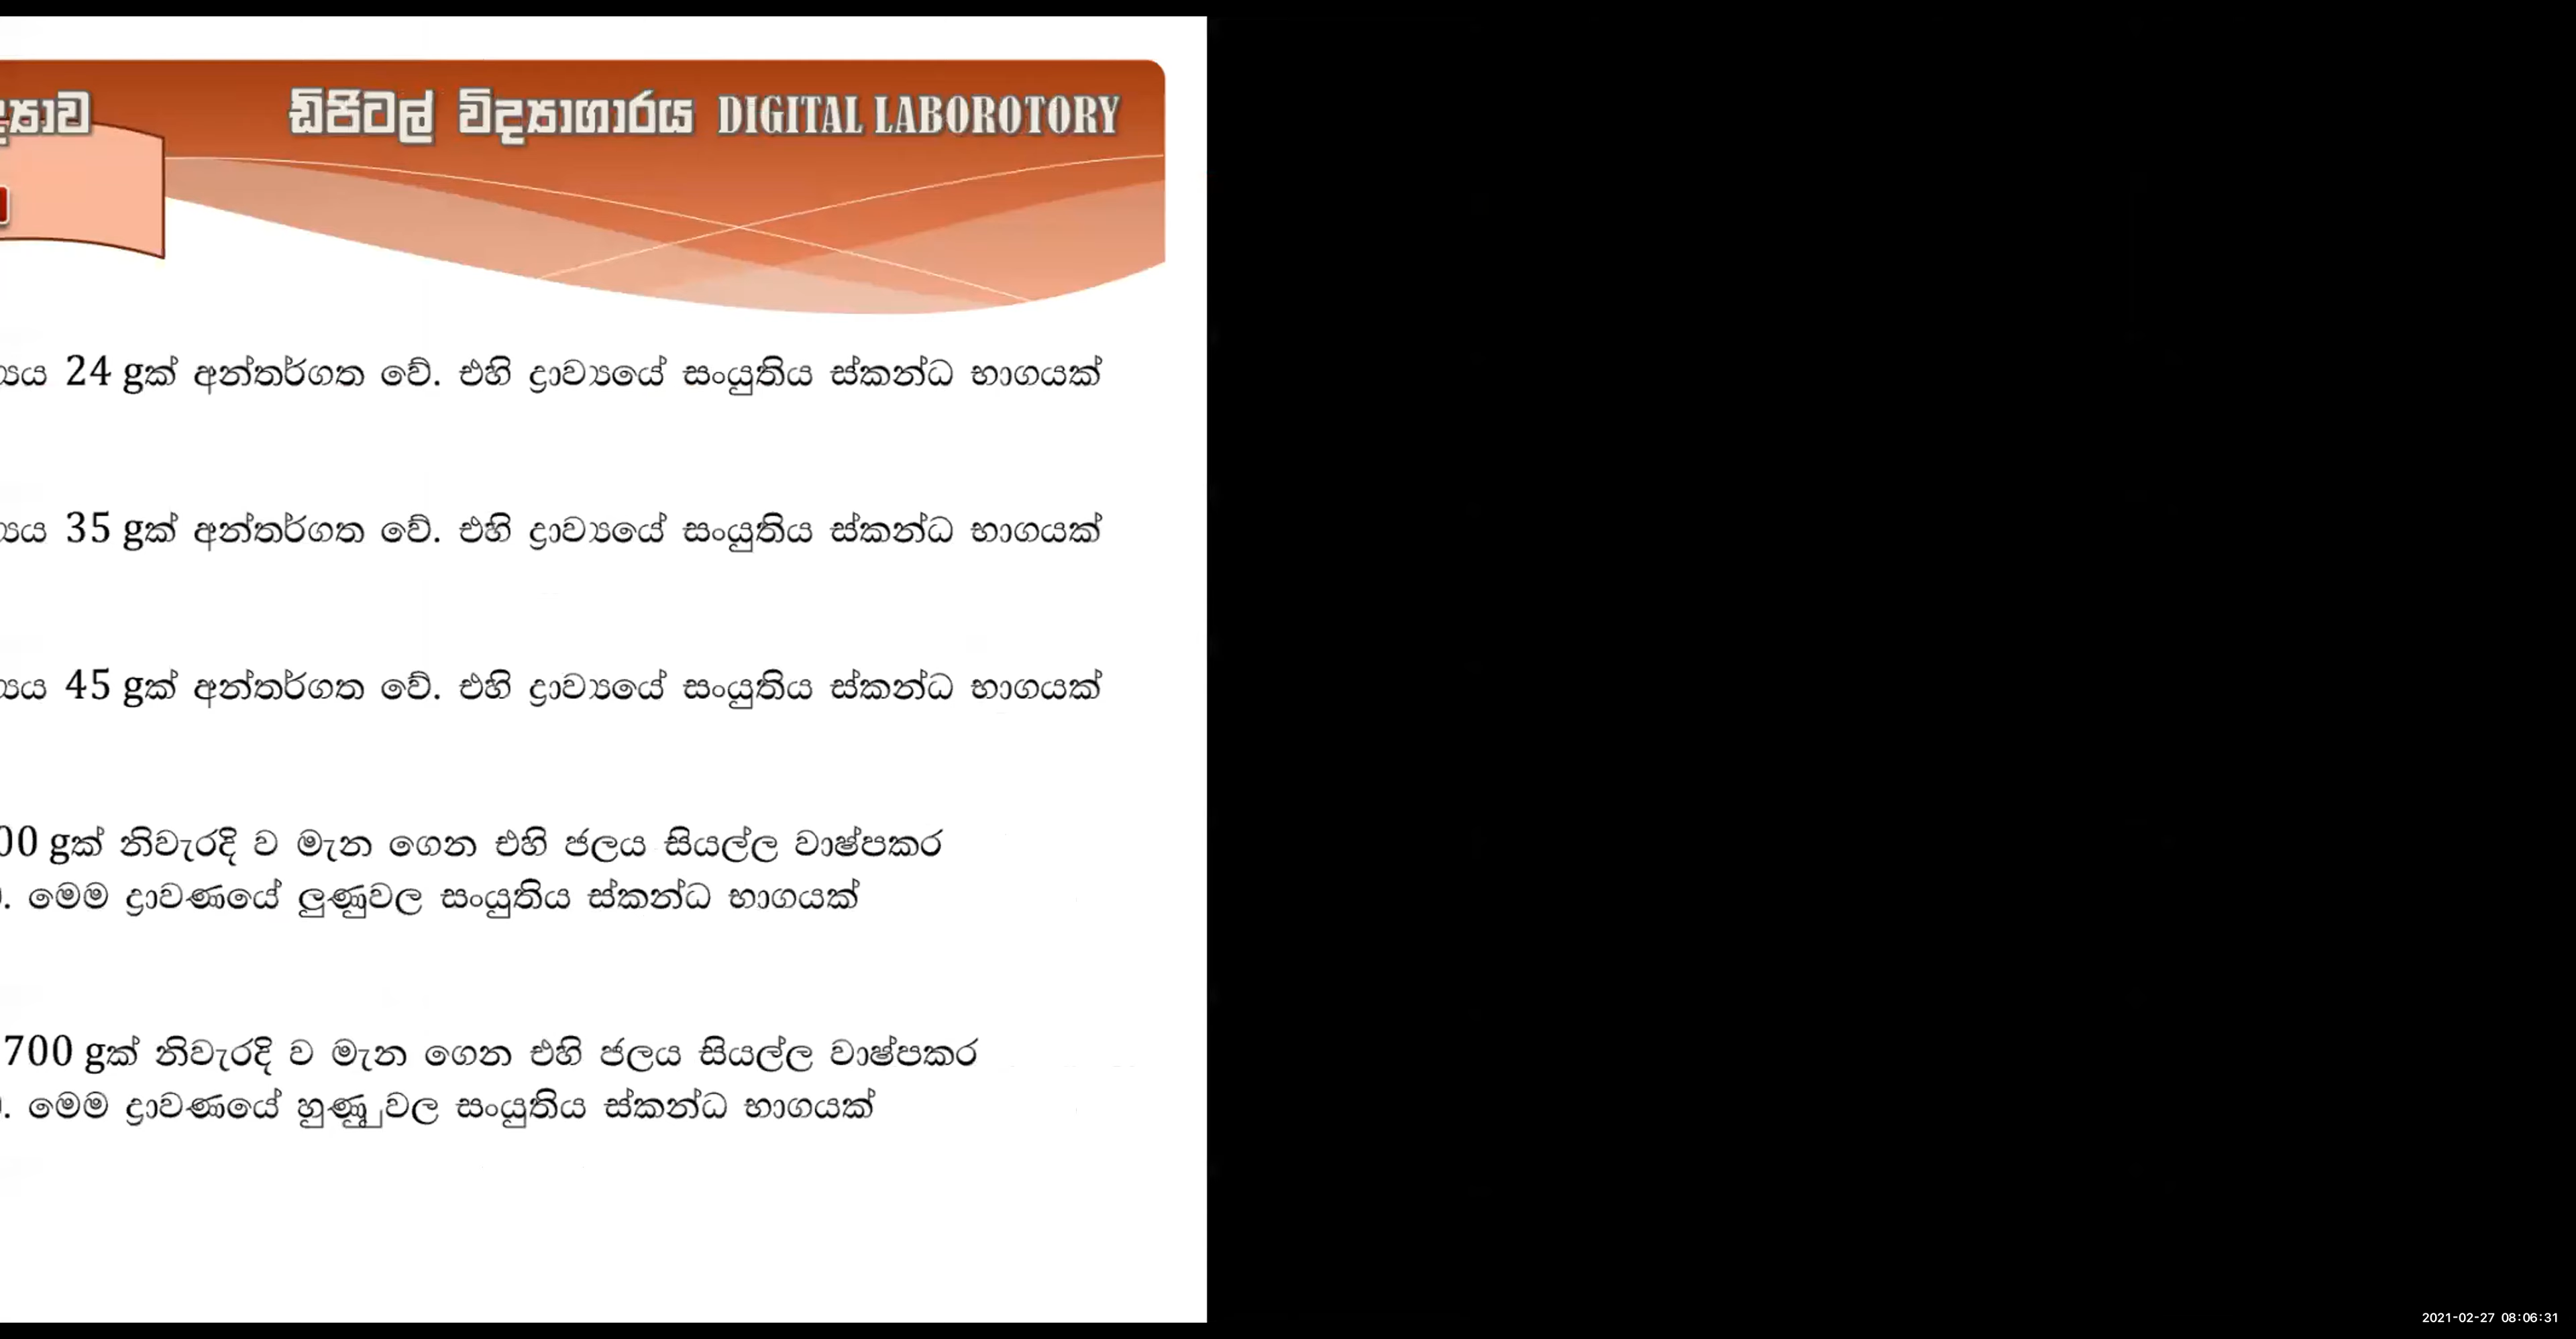 ඩිජිටල් විද්‍යාගාරය DIGITAL LABOROTORY
24 gක් අන්තර්ගත වේ. එහි ද්‍රාව්‍යයේ සංයුතිය ස්කන්ධ භාගයක්
35 gක් අන්තර්ගත වේ. එහි ද්‍රාව්‍යයේ සංයුතිය ස්කන්ධ භාගයක්
45 gක් අන්තර්ගත වේ. එහි ද්‍රාව්‍යයේ සංයුතිය ස්කන්ධ භාගයක්
00 gක් නිවැරදි ව මැන ගෙන එහි ජලය සියල්ල වාෂ්පකර
. මෙම ද්‍රාවණයේ ලුණුවල සංයුතිය ස්කන්ධ භාගයක්
700 gක් නිවැරදි ව මැන ගෙන එහි ජලය සියල්ල වාෂ්පකර
. මෙම ද්‍රාවණයේ හුණුවල සංයුතිය ස්කන්ධ භාගයක්
2021-02-27 08:06:31